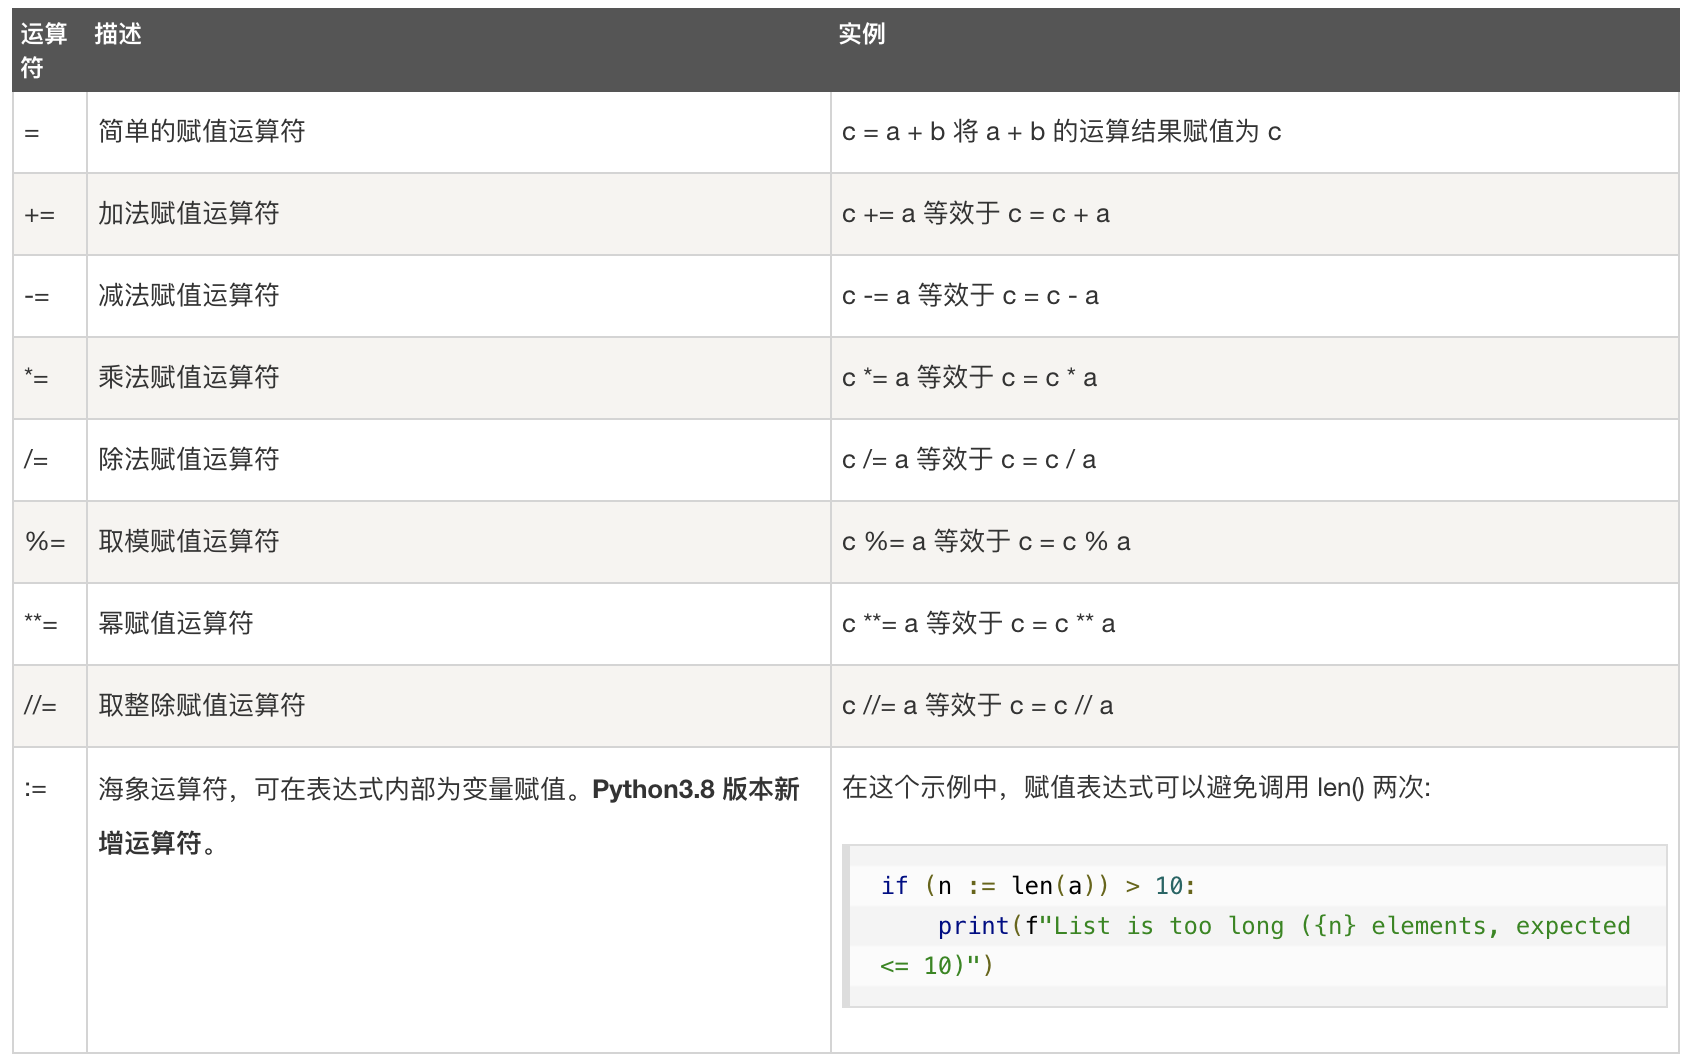 运算
符
描述
实例
=
简单的赋值运算符
c = a + b 将 a + b 的运算结果赋值为 c
+=
加法赋值运算符
c += a 等效于 c = c + a
-=
减法赋值运算符
c -= a 等效于 c = c - a
*=
乘法赋值运算符
c *= a 等效于 c = c * a
/=
除法赋值运算符
c /= a 等效于 c = c / a
%=
取模赋值运算符
c %= a 等效于 c = c % a
**=
幂赋值运算符
c **= a 等效于 c = c ** a
//=
取整除赋值运算符
c //= a 等效于 c = c // a
:=
海象运算符，可在表达式内部为变量赋值。Python3.8 版本新
增运算符。
在这个示例中，赋值表达式可以避免调用 len() 两次:
if (n := len(a)) > 10:
    print(f"List is too long ({n} elements, expected
<= 10)")